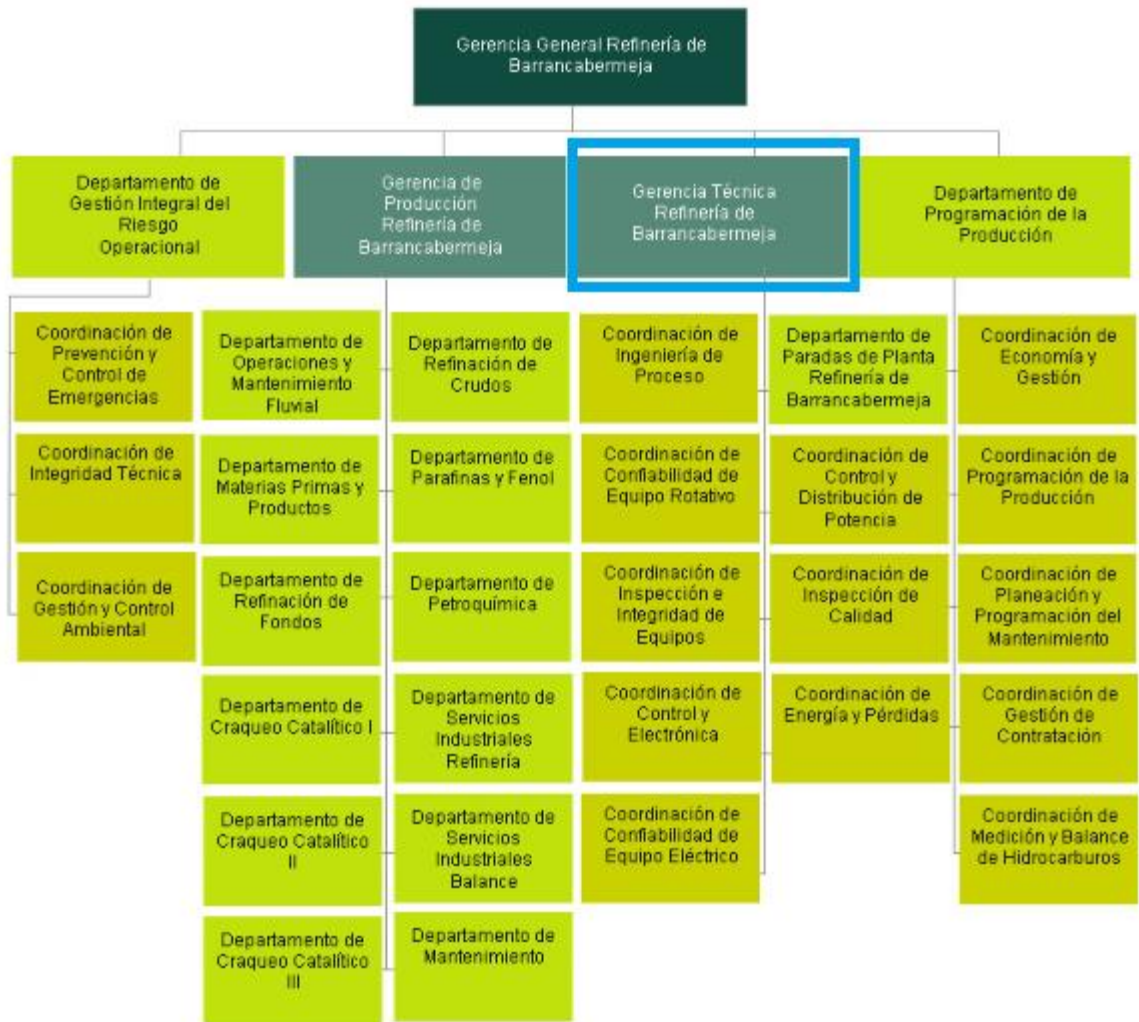 Gerencia General Refinería de
Barrancabermeja
Departamento de
Gestión Integral del
Riesgo
Operacional
Gerencia de
Producción
Refinería de
Barrancabermeja
Gerencia Técnica
Refinería de
Barrancabermeja
Departamento de
Programación de la
Producción
Coordinación de
Prevención y
Control de
Emergencias
Coordinación de
Integridad Técnica
Coordinación de
Gestión y Control
Ambiental
Departamento de
Operaciones y
Mantenimiento
Fluvial
Departamento de
Materias Primas y
Productos
Departamento de
Refinación de
Fondos
Departamento de
Craqueo Catalítico I
Departamento de
Craqueo Catalítico
II
Departamento de
Craqueo Catalítico
III
Departamento de
Refinación de
Crudos
Departamento de
Parafinas y Fenol
Departamento de
Petroquímica
Departamento de
Servicios
Industriales
Refinería
Departamento de
Servicios
Industriales
Balance
Departamento de
Mantenimiento
Coordinación de
Ingeniería de
Proceso
Coordinación de
Confiabilidad de
Equipo Rotativo
Coordinación de
Inspección e
Integridad de
Equipos
Coordinación de
Control y
Electrónica
Coordinación de
Confiabilidad de
Equipo Eléctrico
Departamento de
Paradas de Planta
Refinería de
Barrancabermeja
Coordinación de
Control y
Distribución de
Potencia
Coordinación de
Inspección de
Calidad
Coordinación de
Energía y Pérdidas
Coordinación de
Economía y
Gestión
Coordinación de
Programación de la
Producción
Coordinación de
Planeación y
Programación del
Mantenimiento
Coordinación de
Gestión de
Contratación
Coordinación de
Medición y Balance
de Hidrocarburos